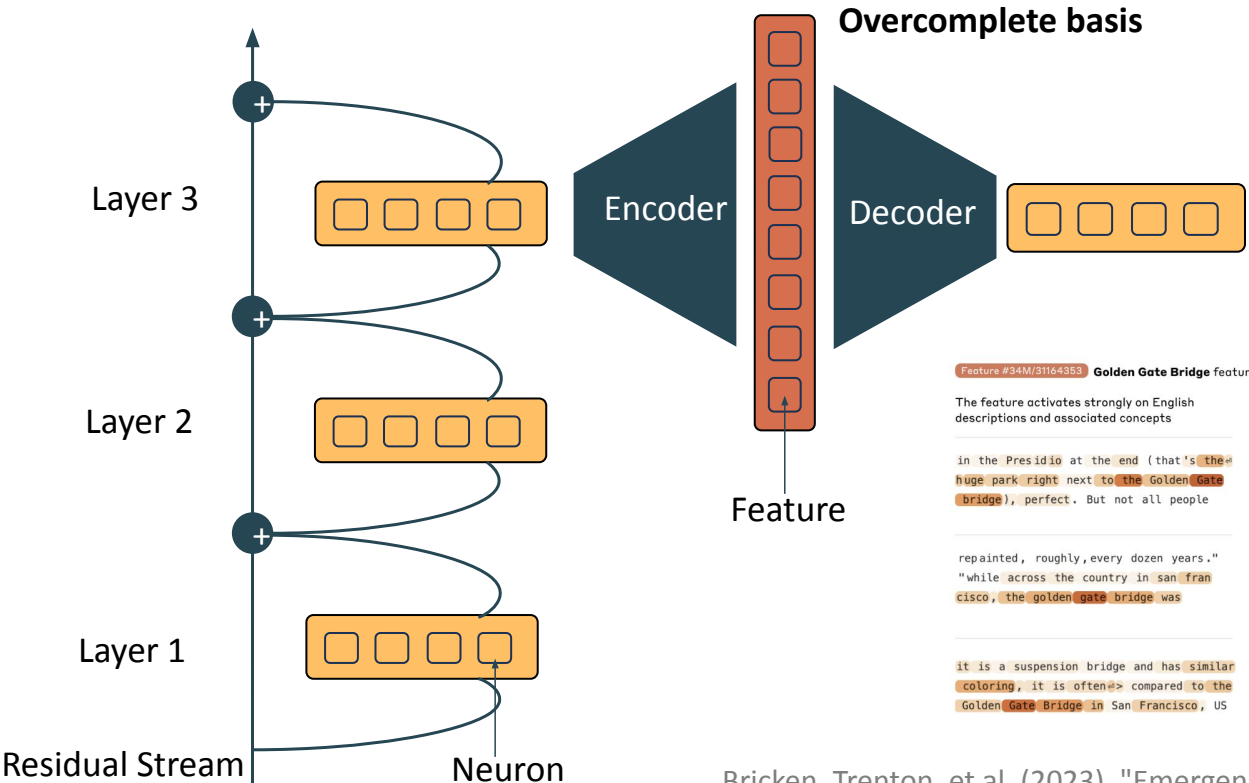 Overcomplete basis
+
Layer 3
Encoder
Decoder
+
Layer 2
Feature
+
Layer 1
Residual Stream
Neuron
Feature #34M/31164353 Golden Gate Bridge featur
The feature activates strongly on English
descriptions and associated concepts
in the Presidio at the end (that's the⏎
huge park right next to the Golden Gate
bridge), perfect. But not all people
repainted, roughly, every dozen years."
"while across the country in san fran
cisco, the golden gate bridge was
it is a suspension bridge and has similar
coloring, it is often⏎> compared to the
Golden Gate Bridge in San Francisco, US
Bricken, Trenton, et al. (2023). "Emergen